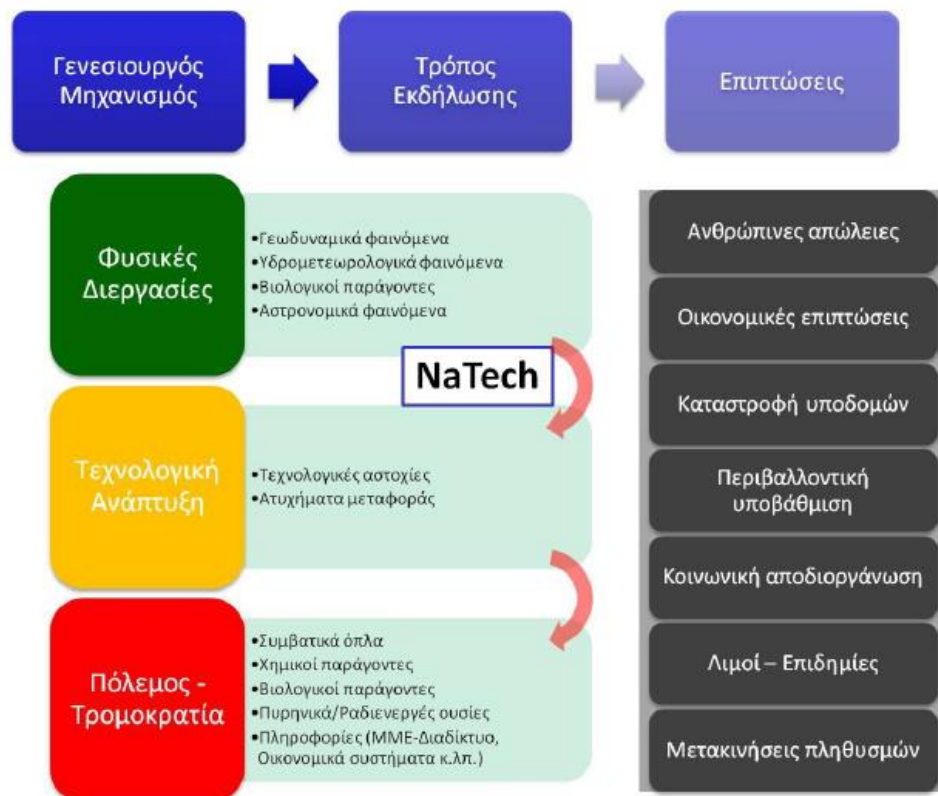 Γενεσιουργός
Μηχανισμός
Τρόπος
Εκδήλωσης
Επιπτώσεις
Φυσικές
Διεργασίες
•Γεωδυναμικά φαινόμενα
•Υδρομετεωρολογικά φαινόμενα
•Βιολογικοί παράγοντες
•Αστρονομικά φαινόμενα
NaTech
Τεχνολογική
Ανάπτυξη
•Τεχνολογικές αστοχίες
•Ατυχήματα μεταφοράς
Πόλεμος -
Τρομοκρατία
•Συμβατικά όπλα
•Χημικοί παράγοντες
•Βιολογικοί παράγοντες
•Πυρηνικά/Ραδιενεργές ουσίες
•Πληροφορίες (ΜΜΕ-Διαδίκτυο,
Οικονομικά συστήματα κ.λπ.)
Ανθρώπινες απώλειες
Οικονομικές επιπτώσεις
Καταστροφή υποδομών
Περιβαλλοντική
υποβάθμιση
Κοινωνική αποδιοργάνωση
Λιμοί – Επιδημίες
Μετακινήσεις πληθυσμών